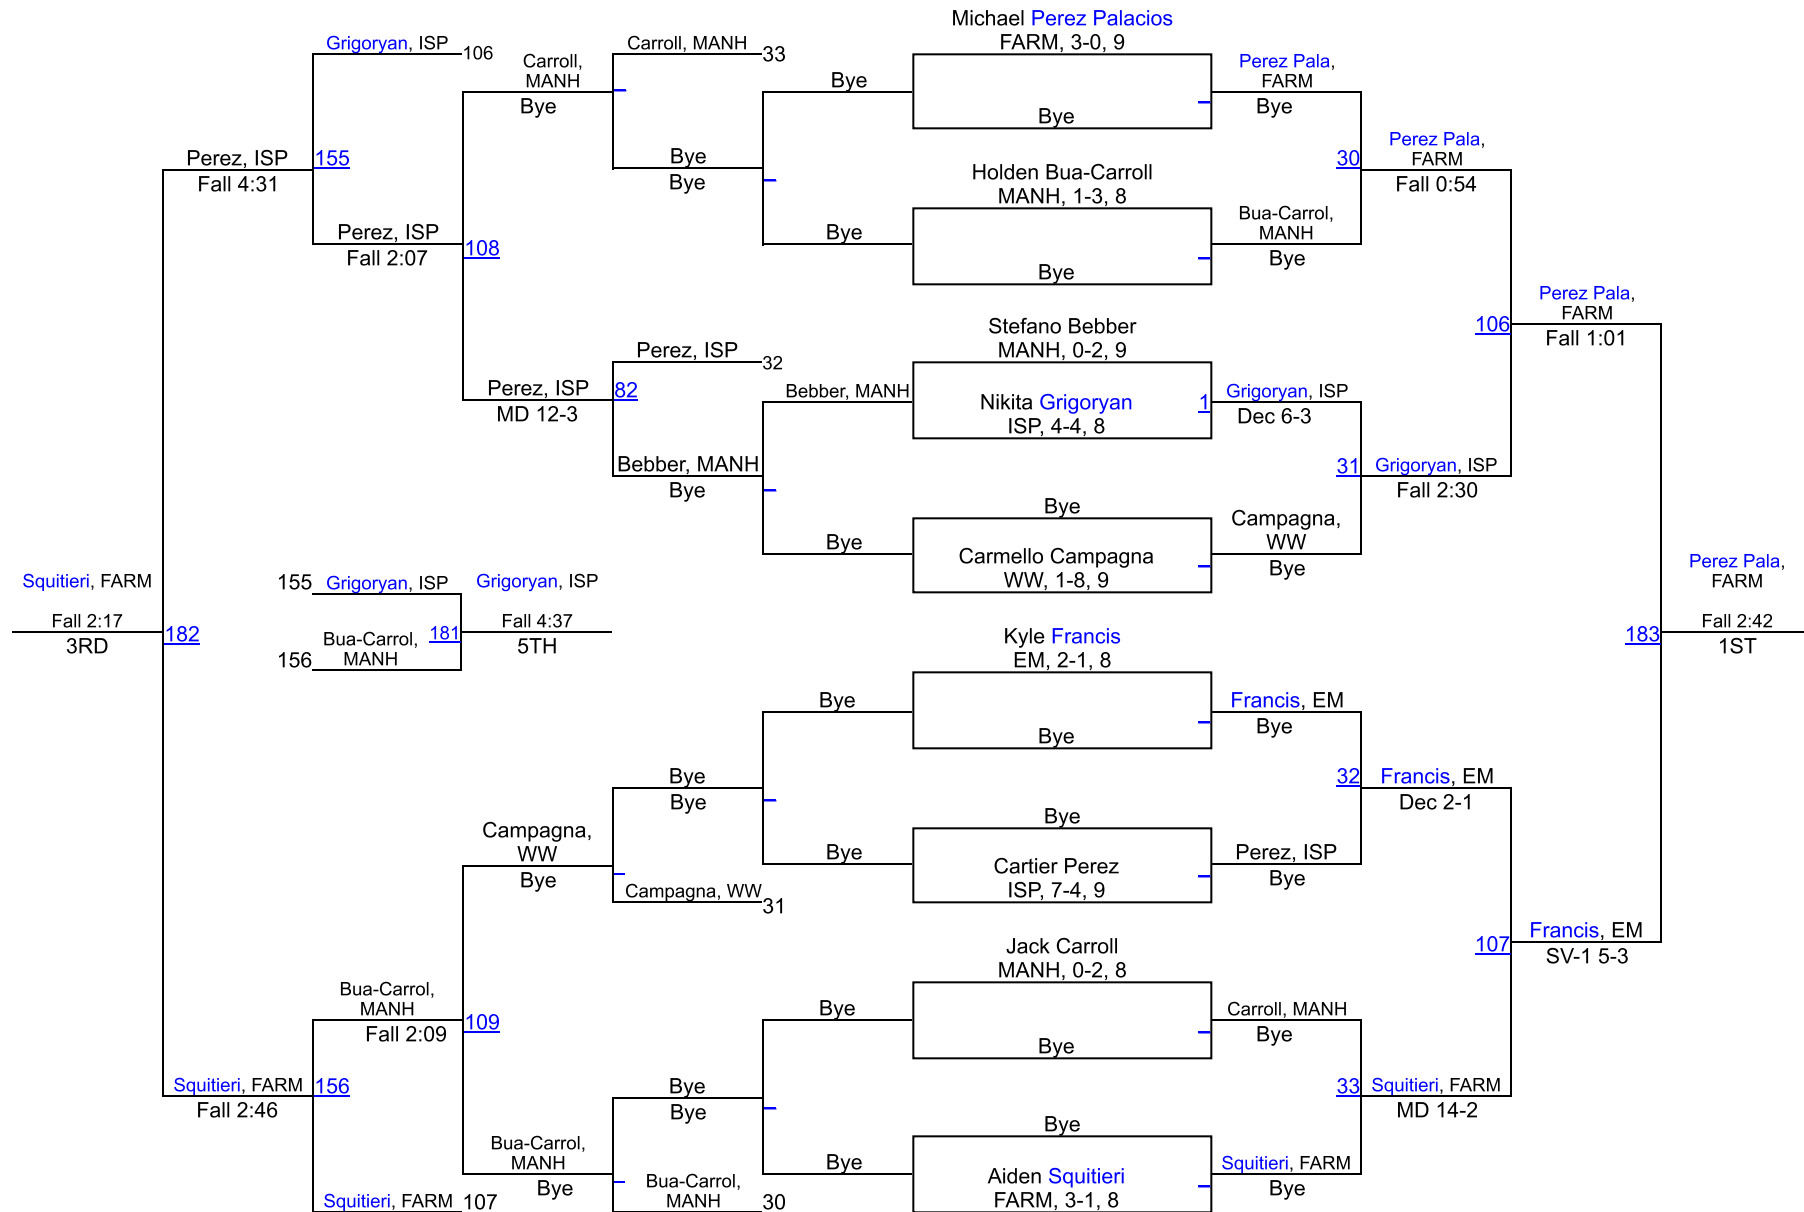 Michael Perez Palacios
FARM, 3-0, 9
Grigoryan, ISP
106
Carroll, MANH
33
Carroll,
MANH
Bye
Bye
Bye
Perez Pala,
FARM
Bye
Perez, ISP
Fall 4:31
155
Bye
Bye
Holden Bua-Carroll
MANH, 1-3, 8
30
Perez Pala,
FARM
Fall 0:54
Perez, ISP
Fall 2:07
108
Bye
Bye
Bua-Carrol,
MANH
Bye
Stefano Bebber
MANH, 0-2, 9
106
Perez Pala,
FARM
Fall 1:01
Perez, ISP
32
Perez, ISP
MD 12-3
82
Bebber, MANH
Nikita Grigoryan
ISP, 4-4, 8
1
Grigoryan, ISP
Dec 6-3
Bebber, MANH
Bye
31
Grigoryan, ISP
Fall 2:30
Bye
Bye
Carmello Campagna
WW, 1-8, 9
Campagna,
WW
Bye
Squitieri, FARM
Fall 2:17
3RD
182
155
Grigoryan, ISP
Bua-Carrol,
MANH
156
181
Grigoryan, ISP
Fall 4:37
5TH
Perez Pala,
FARM
Fall 2:42
1ST
183
Kyle Francis
EM, 2-1, 8
Bye
Bye
Francis, EM
Bye
Bye
Bye
32
Francis, EM
Dec 2-1
Campagna,
WW
Bye
Bye
Bye
Cartier Perez
ISP, 7-4, 9
Perez, ISP
Bye
Campagna, WW
31
Jack Carroll
MANH, 0-2, 8
107
Francis, EM
SV-1 5-3
Bua-Carrol,
MANH
Fall 2:09
109
Bye
Bye
Carroll, MANH
Bye
Squitieri, FARM
Fall 2:46
156
Bye
Bye
33
Squitieri, FARM
MD 14-2
Bye
Bua-Carrol,
MANH
Bye
Bye
Aiden Squitieri
FARM, 3-1, 8
Squitieri, FARM
Bye
Squitieri, FARM
107
Bua-Carrol,
MANH
30